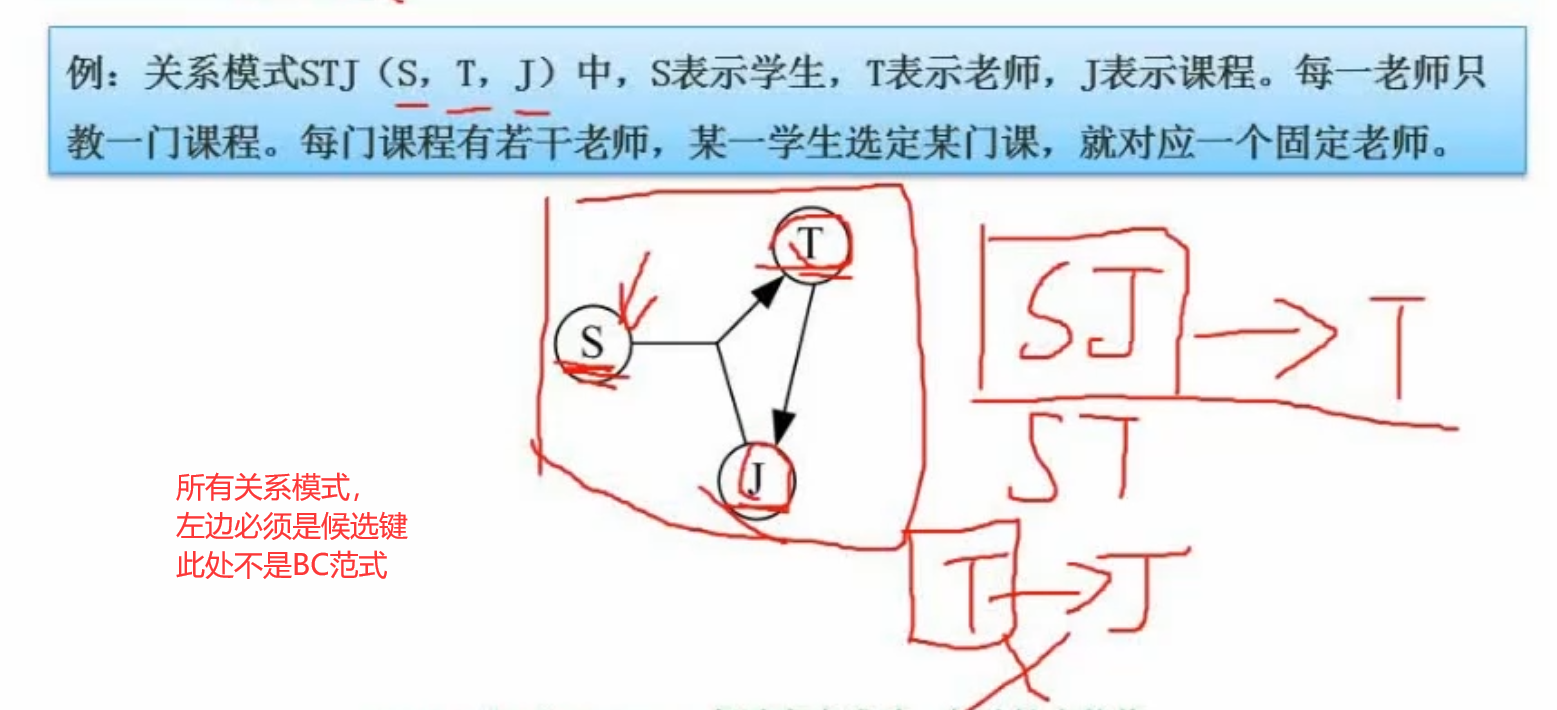 例：关系模式STJ（S，T，J）中，S表示学生，T表示老师，J表示课程。每一老师只
教一门课程。每门课程有若干老师，某一学生选定某门课，就对应一个固定老师。
T
S
J
SJ → T
ST
T → J
所有关系模式，
左边必须是候选键
此处不是BC范式